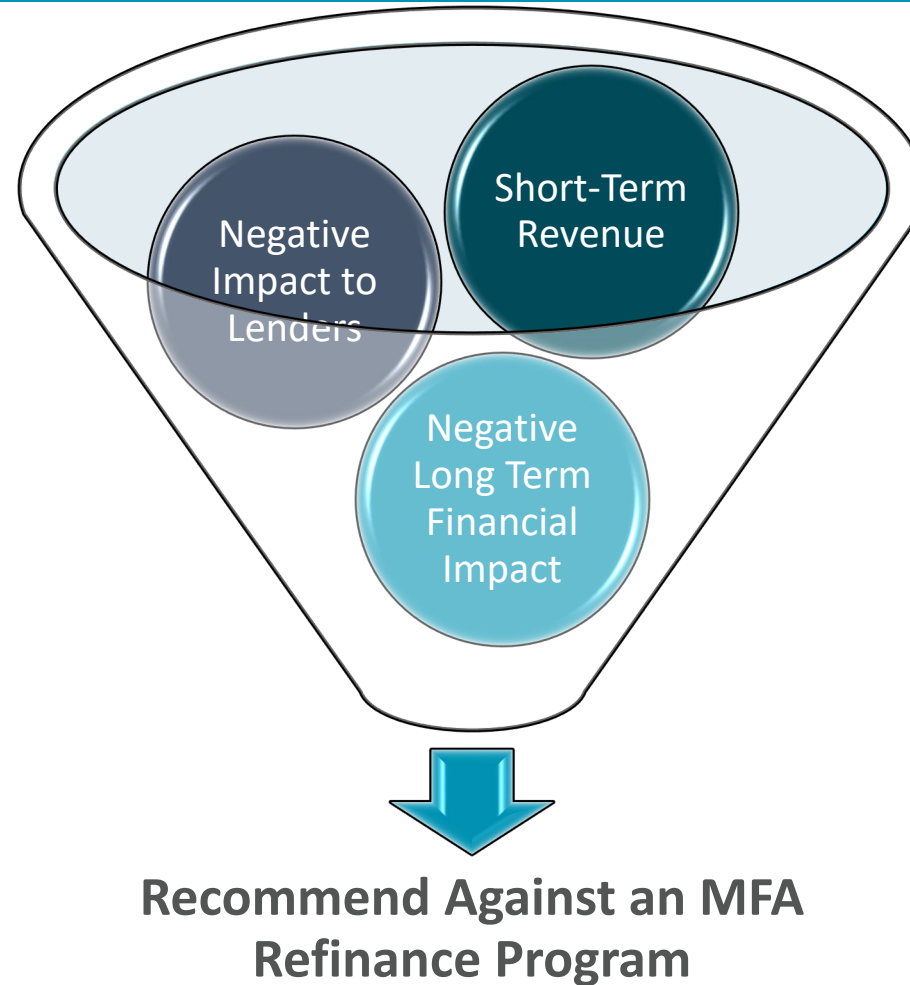 Short-Term
Revenue
Negative
Impact to
Lenders
Negative
Long Term
Financial
Impact
Recommend Against an MFA
Refinance Program